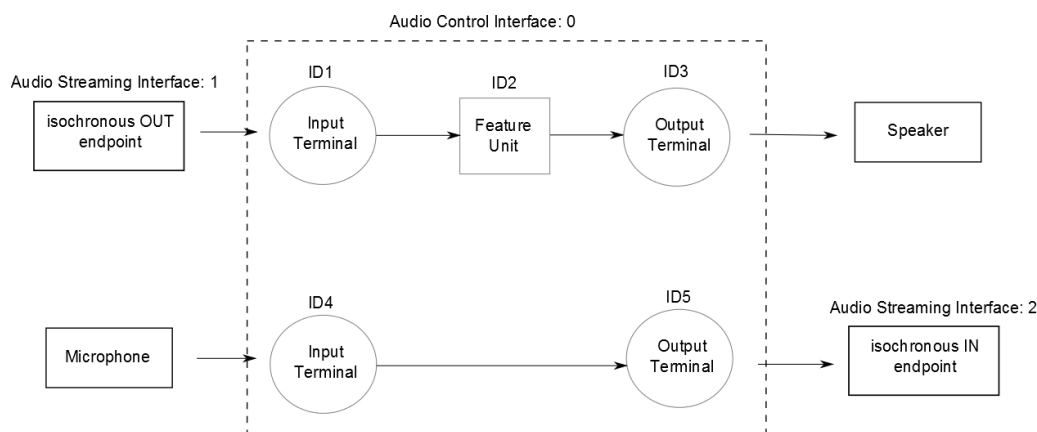 Audio Control Interface: 0
Audio Streaming Interface: 1
ID1
ID2
ID3
isochronous OUT
endpoint
Input
Terminal
Feature
Unit
Output
Terminal
Speaker
ID4
ID5
Audio Streaming Interface: 2
Microphone
Input
Terminal
Output
Terminal
isochronous IN
endpoint